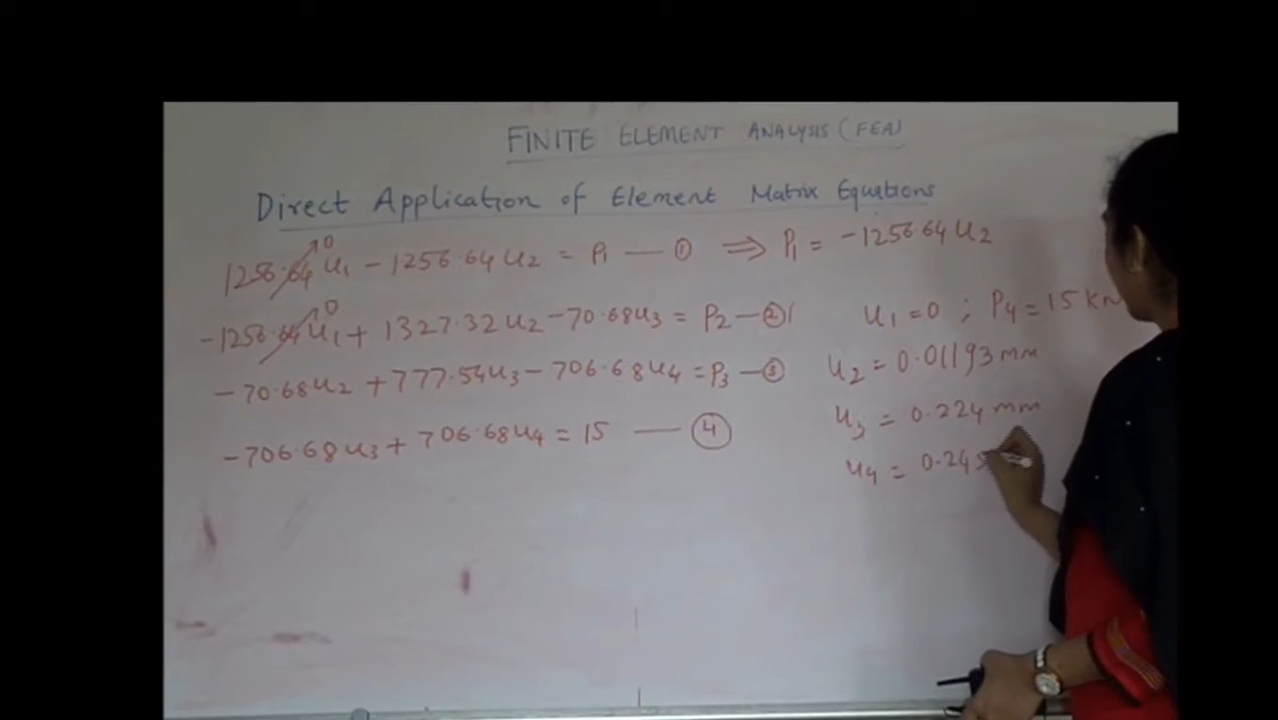 FINITE ELEMENT ANALYSIS (FEA)
Direct Application of Element Matrix Equations
1256.64 u1 - 1256.64 u2 = P1 — ① ⟹ P1 = -1256.64 u2
0
-1256.64 u1 + 1327.32 u2 - 70.68 u3 = P2 — ②
0
u1 = 0 ; P4 = 15 kN
-70.68 u2 + 777.54 u3 - 706.68 u4 = P3 — ③
u2 = 0.01193 mm
-706.68 u3 + 706.68 u4 = 15 — ④
u3 = 0.224 mm
u4 = 0.245